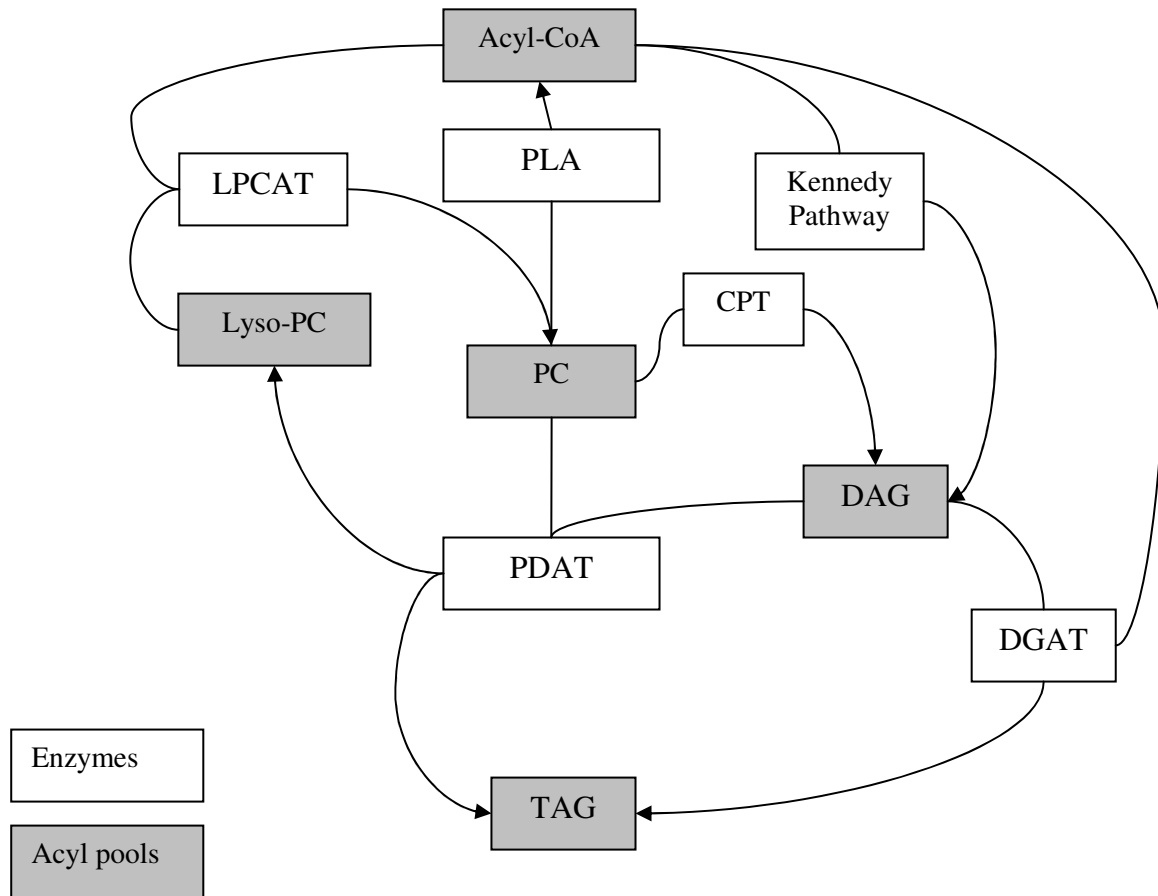 Acyl-CoA
PLA
LPCAT
Kennedy
Pathway
CPT
Lyso-PC
PC
DAG
PDAT
DGAT
Enzymes
TAG
Acyl pools